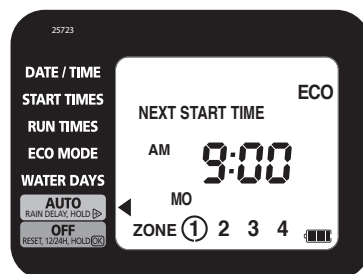 25723
DATE / TIME
START TIMES
RUN TIMES
ECO MODE
WATER DAYS
AUTO
RAIN DELAY, HOLD
OFF
RESET, 12/24H, HOLD OK
ECO
NEXT START TIME
AM 9:00
MO
ZONE 1 2 3 4